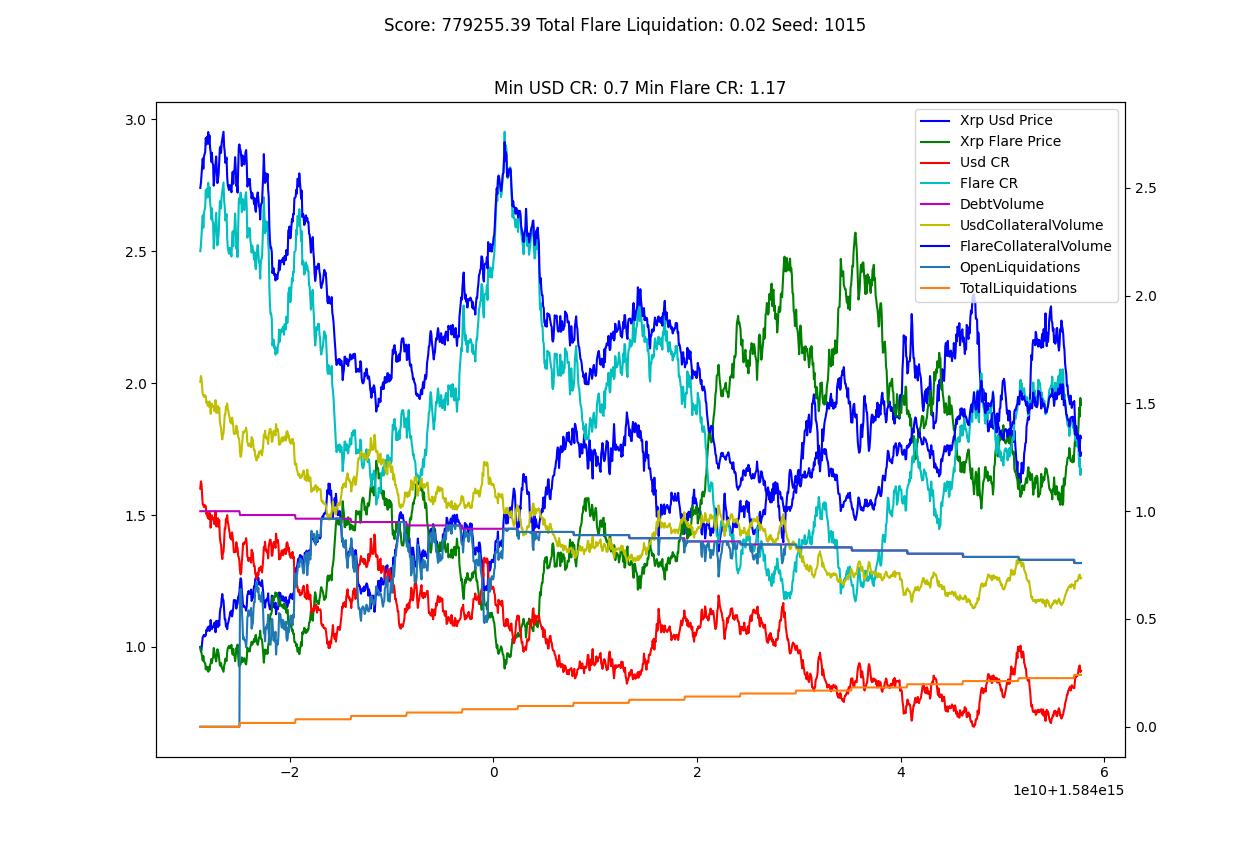 Score: 779255.39 Total Flare Liquidation: 0.02 Seed: 1015
Min USD CR: 0.7 Min Flare CR: 1.17
3.0
2.5
2.0
1.5
1.0
Xrp Usd Price
Xrp Flare Price
Usd CR
Flare CR
DebtVolume
UsdCollateralVolume
FlareCollateralVolume
OpenLiquidations
TotalLiquidations
2.5
2.0
1.5
1.0
0.5
0.0
−2
0
2
4
6
1e10+1.584e15